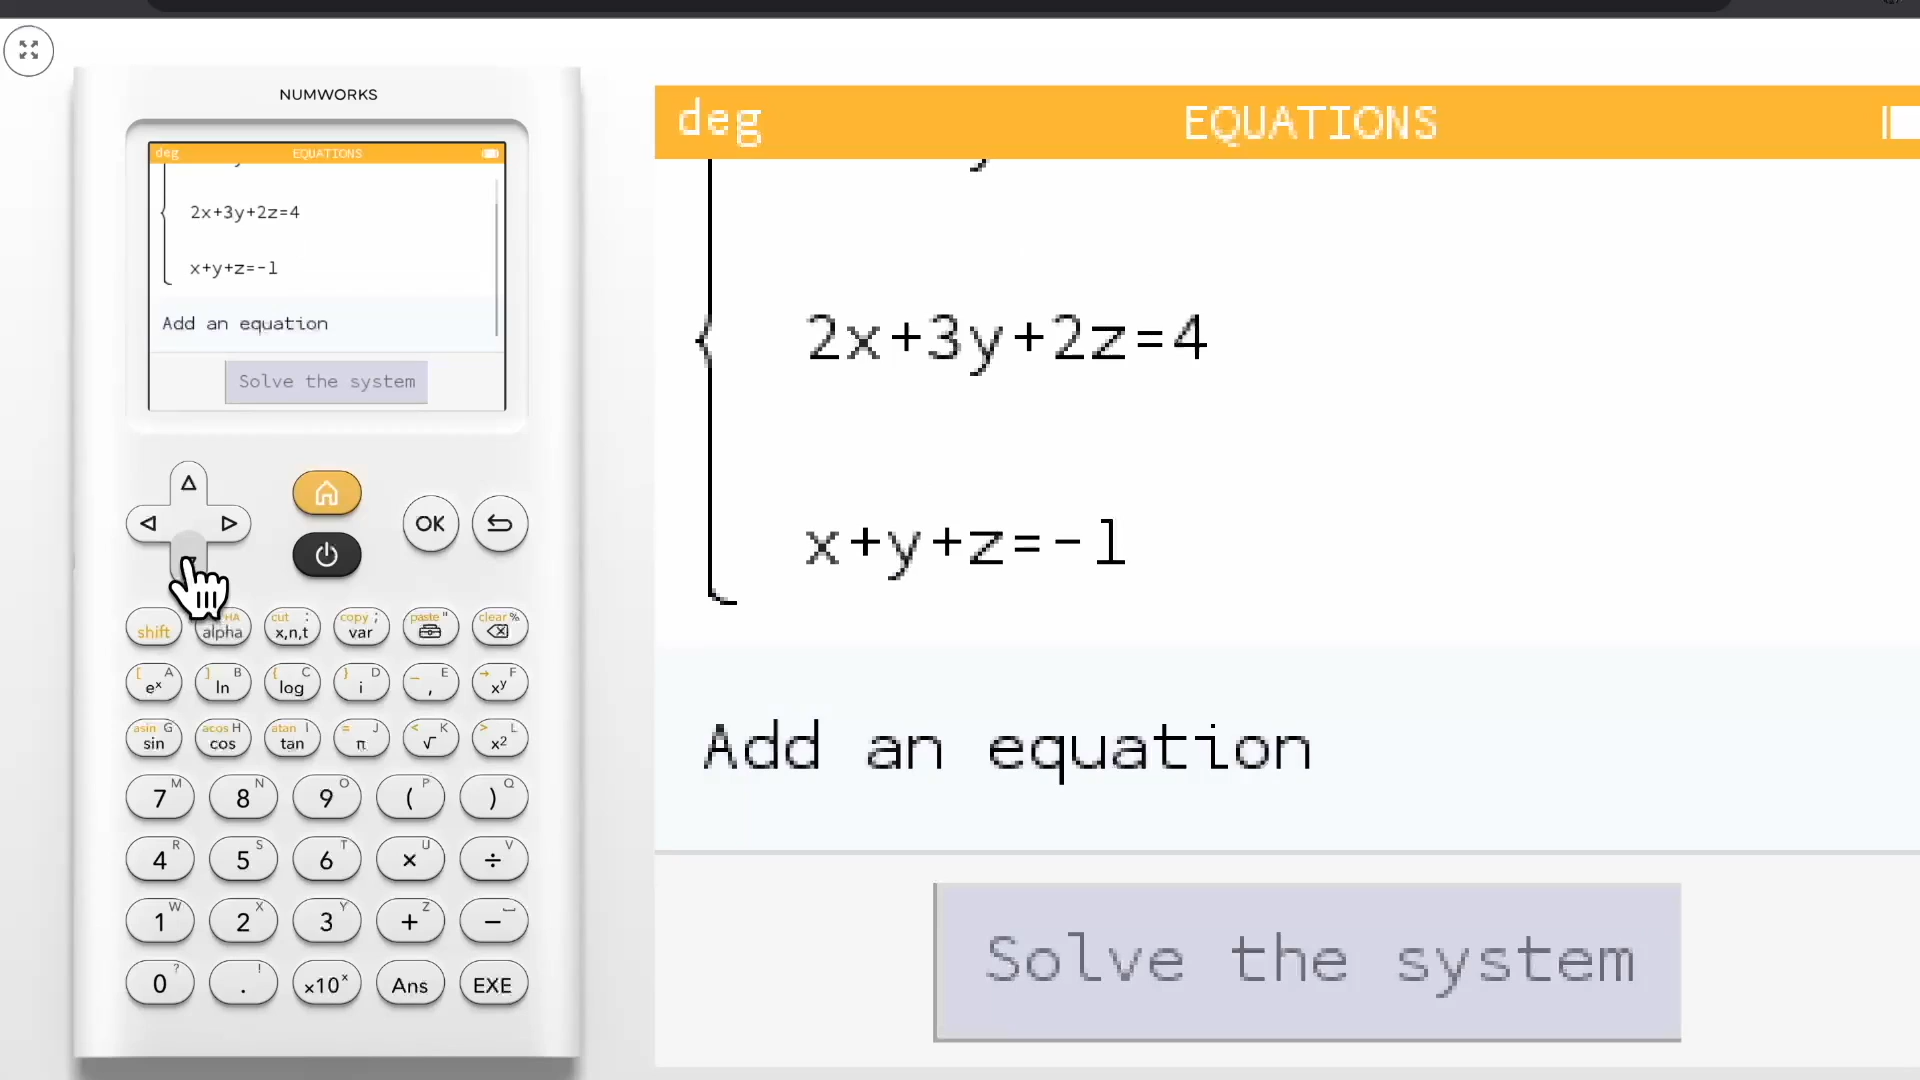 NUMWORKS
deg EQUATIONS
2x+3y+2z=4
x+y+z=-1
Add an equation
Solve the system
OK
shift
HA
alpha
cut :
x,n,t
copy ;
var
paste "
clear %
[ A
eˣ
] B
ln
{ C
log
} D
i
_ E
,
→ F
xʸ
asin G
sin
acos H
cos
atan I
tan
= J
π
< K
√
> L
x²
7 M
8 N
9 O
( P
) Q
4 R
5 S
6 T
× U
÷ V
1 W
2 X
3 Y
+ Z
−
0 ?
. !
×10ˣ
Ans
EXE
deg EQUATIONS
2x+3y+2z=4
x+y+z=-1
Add an equation
Solve the system